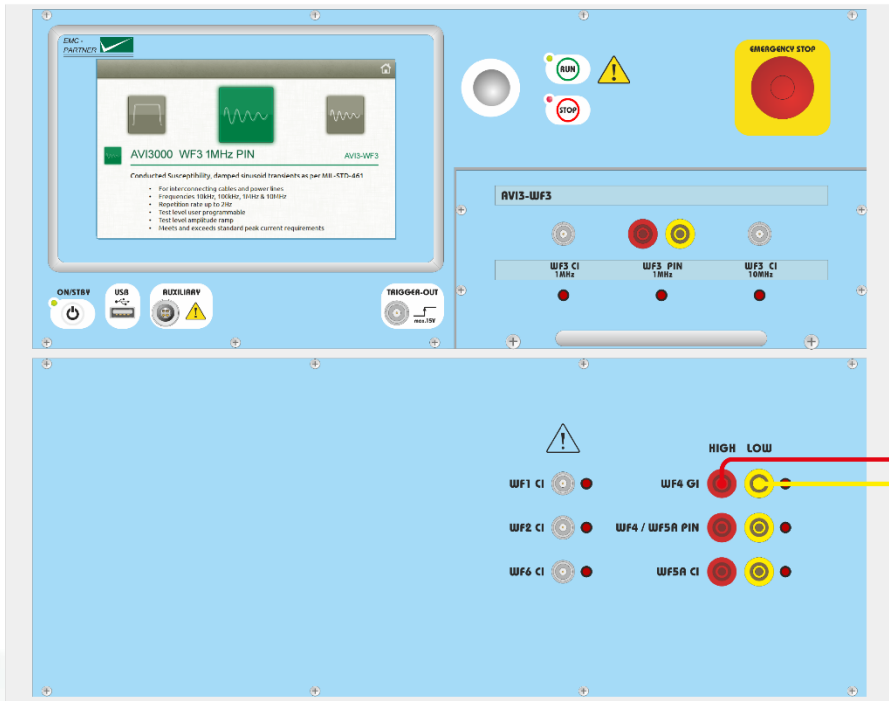 EMC-
PARTNER
AVI3000 WF3 1MHz PIN
AVI3-WF3
Conducted Susceptibility, damped sinusoid transients as per MIL-STD-461
• For interconnecting cables and power lines
• Frequencies 10kHz, 100kHz, 1MHz & 10MHz
• Repetition rate up to 2Hz
• Test level user programmable
• Test level amplitude ramp
• Meets and exceeds standard peak current requirements
ON/STBY
USB
AUXILIARY
TRIGGER-OUT
max.15V
RUN
STOP
EMERGENCY STOP
AVI3-WF3
WF3 CI
1MHz
WF3 PIN
1MHz
WF3 CI
10MHz
HIGH LOW
WF1 CI
WF4 GI
WF2 CI
WF4 / WF5A PIN
WF6 CI
WF5A CI